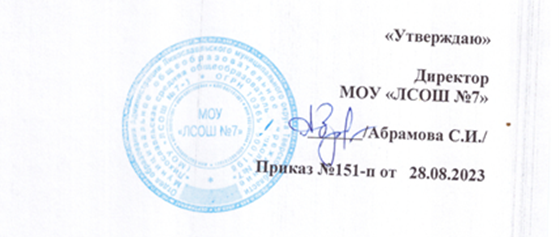 «Утверждаю»
Директор
МОУ «ЛСОШ №7»
/Абрамова С.И./
Приказ №151-п от 28.08.2023
МОУ
«ЛСОШ №7»